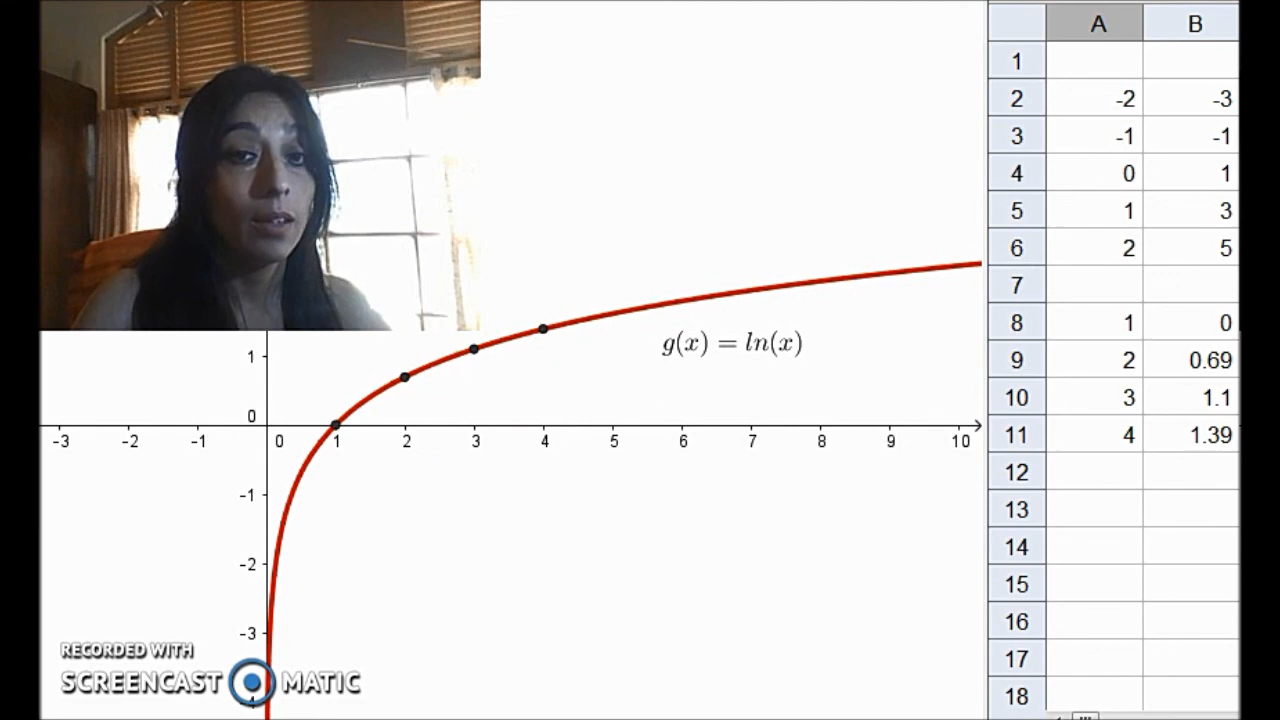 A B
1
2 -2 -3
3 -1 -1
4 0 1
5 1 3
6 2 5
7
8 1 0
9 2 0.69
10 3 1.1
11 4 1.39
12
13
14
15
16
17
18
g(x) = ln(x)
1
0
-3 -2 -1 0 1 2 3 4 5 6 7 8 9 10
-1
-2
-3
RECORDED WITH
SCREENCAST MATIC